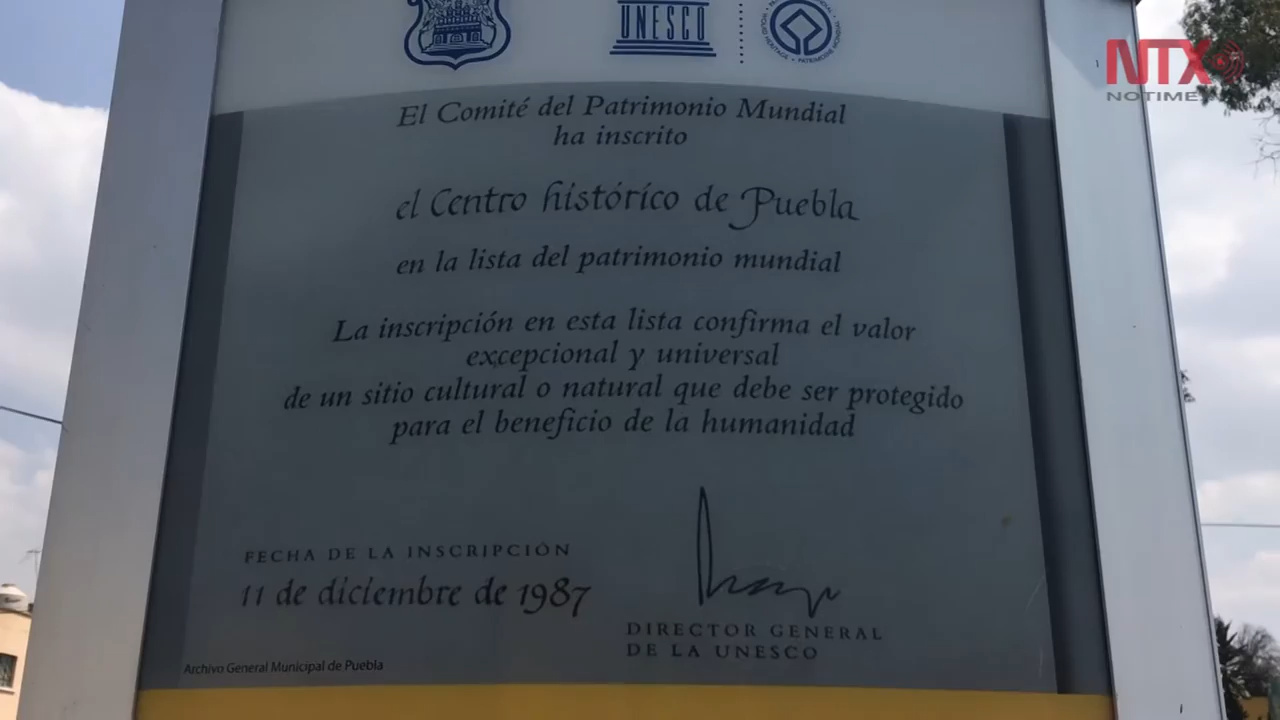 UNESCO
NTX
NOTIMEX
El Comité del Patrimonio Mundial
ha inscrito
el Centro histórico de Puebla
en la lista del patrimonio mundial
La inscripción en esta lista confirma el valor
excepcional y universal
de un sitio cultural o natural que debe ser protegido
para el beneficio de la humanidad
FECHA DE LA INSCRIPCIÓN
11 de diciembre de 1987
DIRECTOR GENERAL
DE LA UNESCO
Archivo General Municipal de Puebla